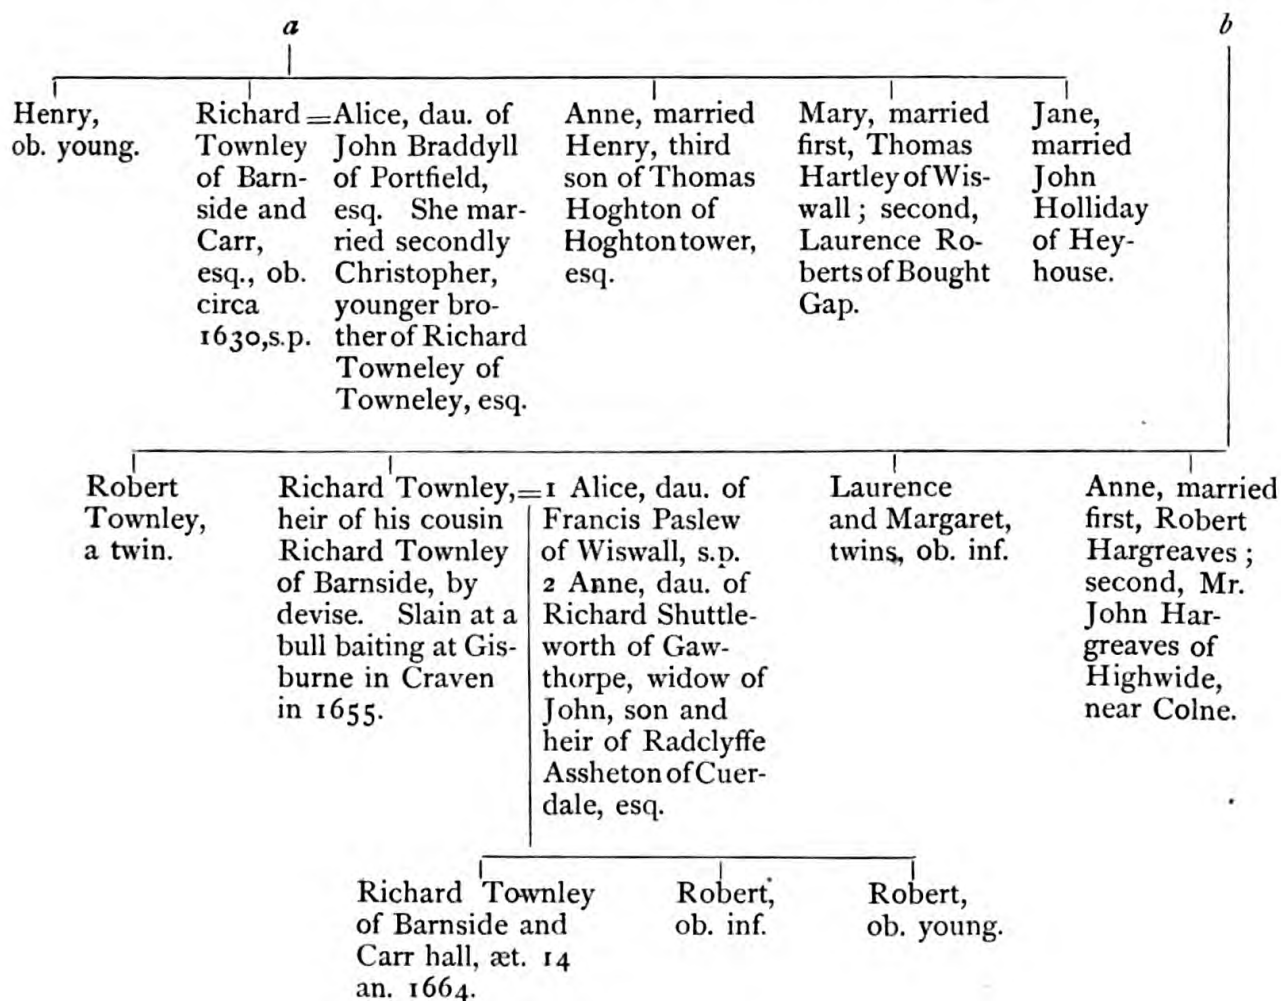 a
b
Henry,
ob. young.
Richard =
Townley
of Barn-
side and
Carr,
esq., ob.
circa
1630, s.p.
Alice, dau. of
John Braddyll
of Portfield,
esq. She mar-
ried secondly
Christopher,
younger bro-
ther of Richard
Towneley of
Towneley, esq.
Anne, married
Henry, third
son of Thomas
Hoghton of
Hoghton tower,
esq.
Mary, married
first, Thomas
Hartley of Wis-
wall; second,
Laurence Ro-
berts of Bought
Gap.
Jane,
married
John
Holliday
of Hey-
house.
Robert
Townley,
a twin.
Richard Townley, =
heir of his cousin
Richard Townley
of Barnside, by
devise. Slain at a
bull baiting at Gis-
burne in Craven
in 1655.
1 Alice, dau. of
Francis Paslew
of Wiswall, s.p.
2 Anne, dau. of
Richard Shuttle-
worth of Gaw-
thorpe, widow of
John, son and
heir of Radclyffe
Assheton of Cuer-
dale, esq.
Laurence
and Margaret,
twins, ob. inf.
Anne, married
first, Robert
Hargreaves;
second, Mr.
John Har-
greaves of
Highwide,
near Colne.
Richard Townley
of Barnside and
Carr hall, æt. 14
an. 1664.
Robert,
ob. inf.
Robert,
ob. young.